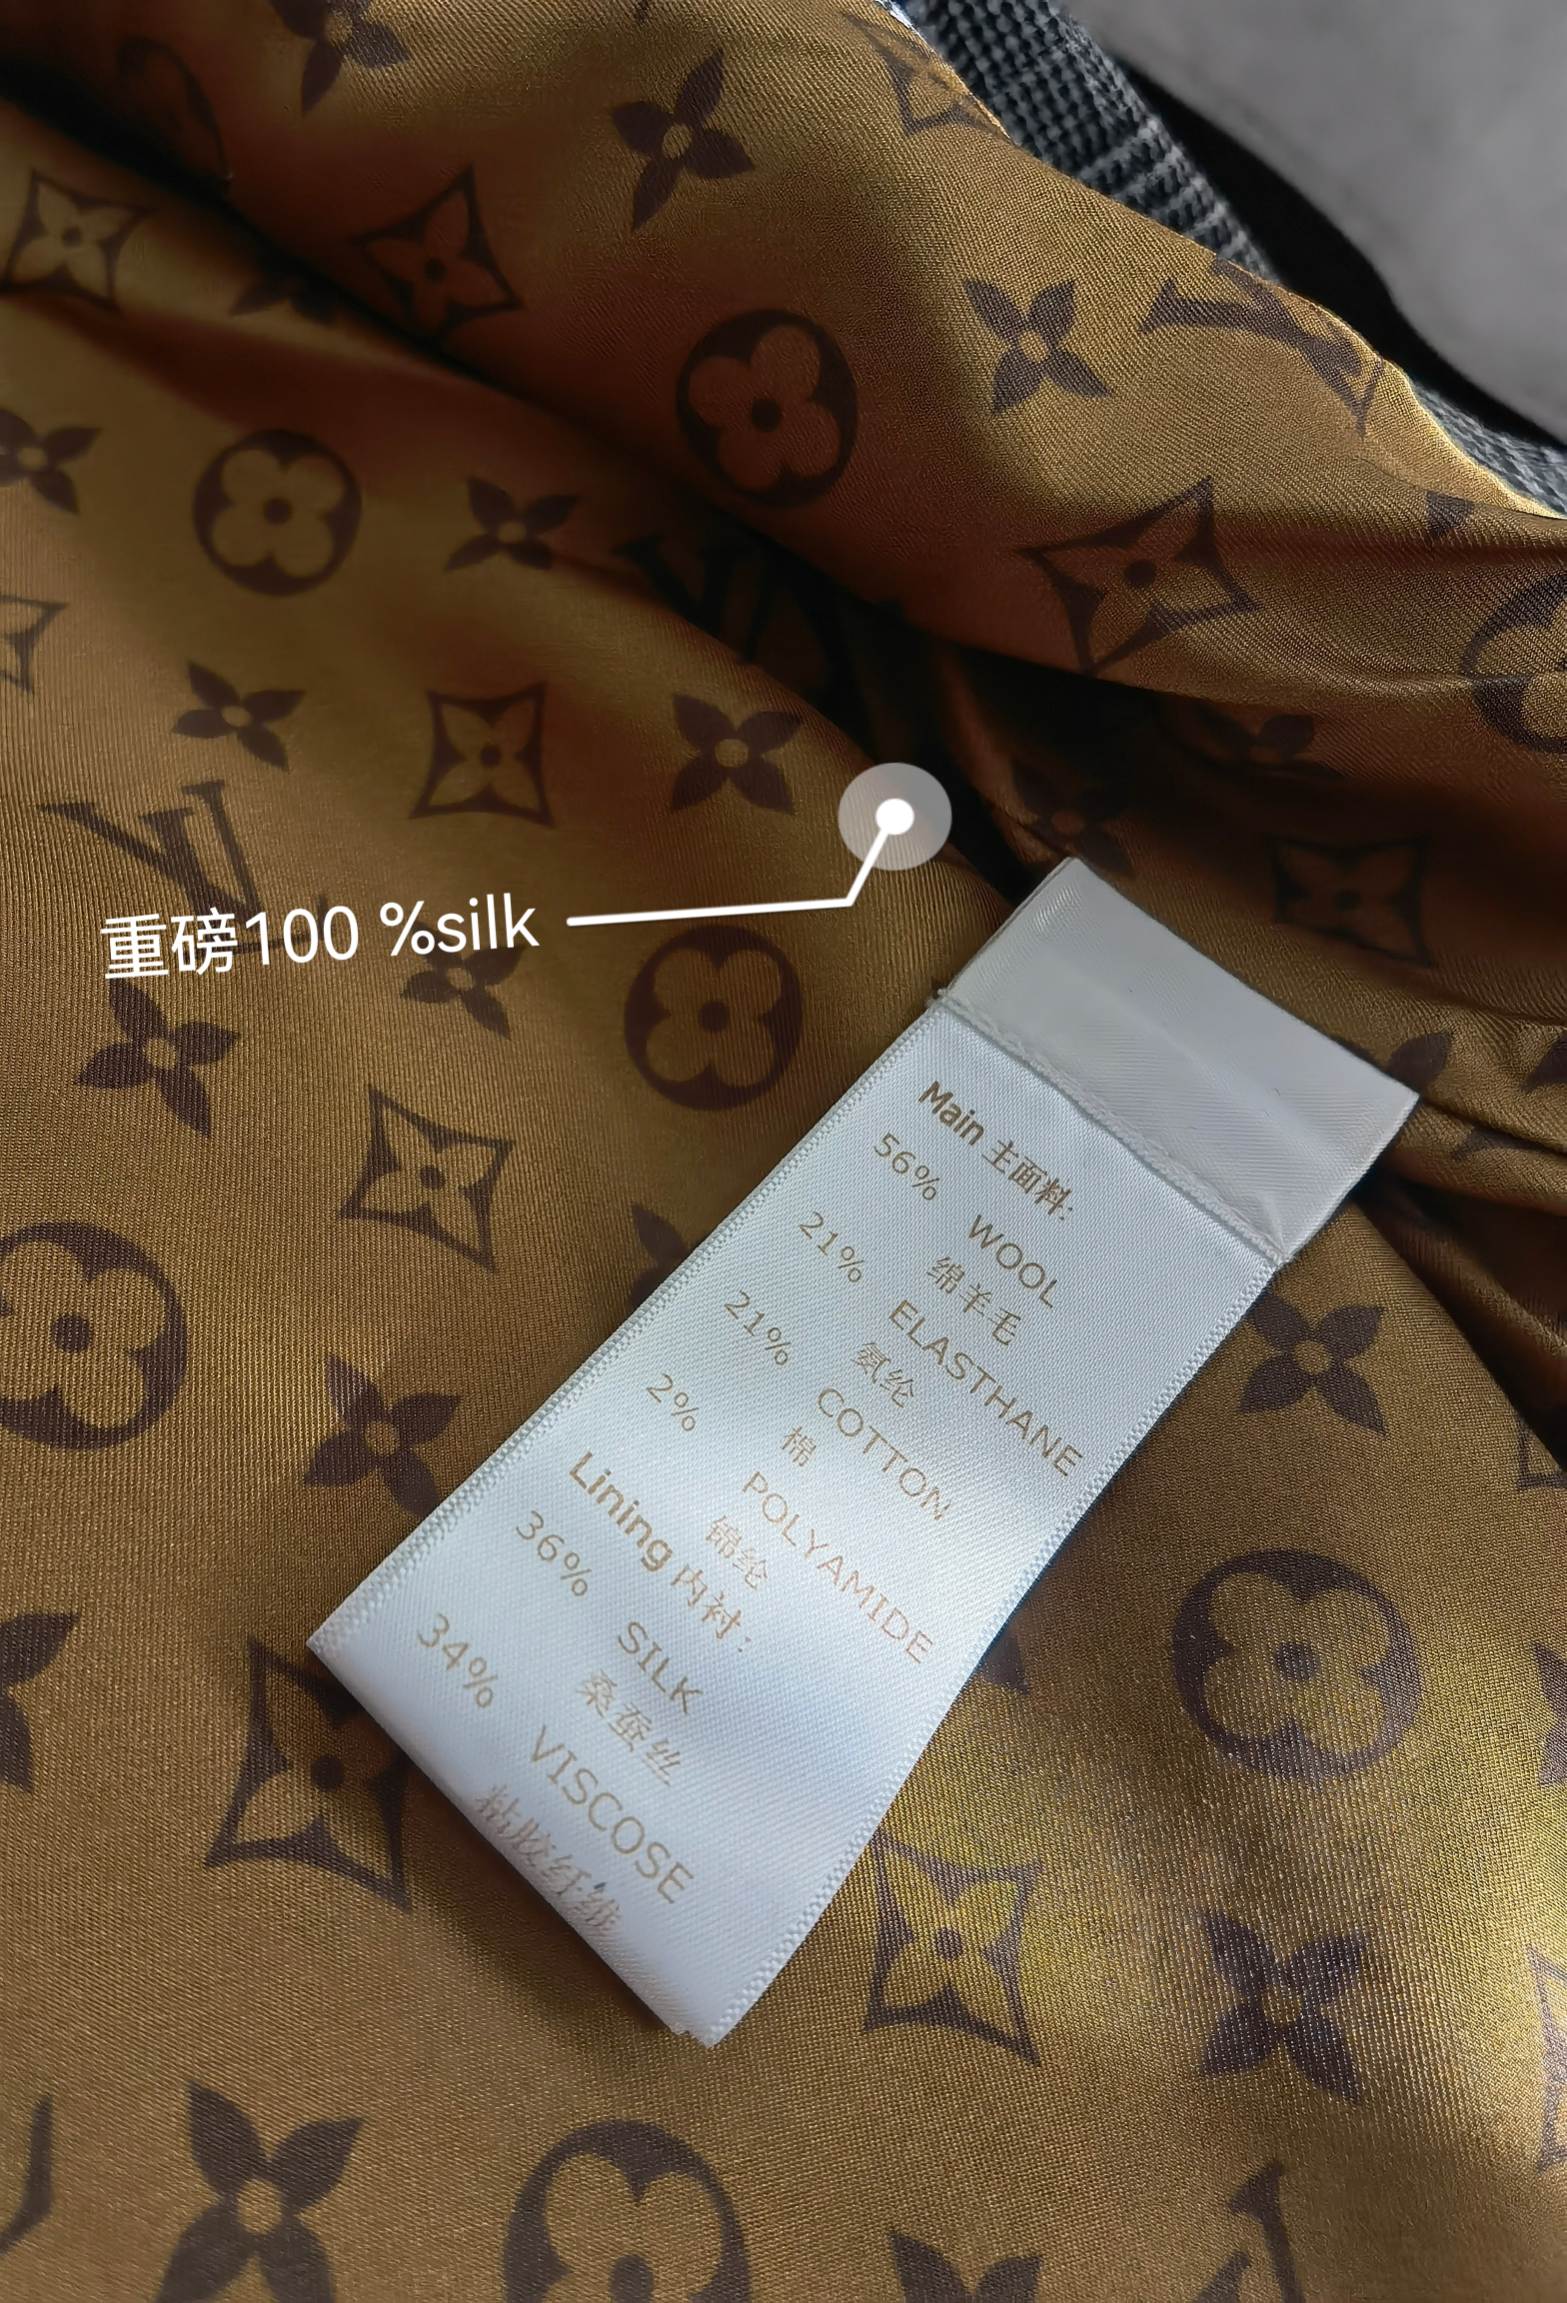 重磅100 %silk
Main 主面料:
56% WOOL
绵羊毛
21% ELASTHANE
氨纶
21% COTTON
棉
2% POLYAMIDE
锦纶
Lining 内衬:
36% SILK
桑蚕丝
34% VISCOSE
粘胶纤维